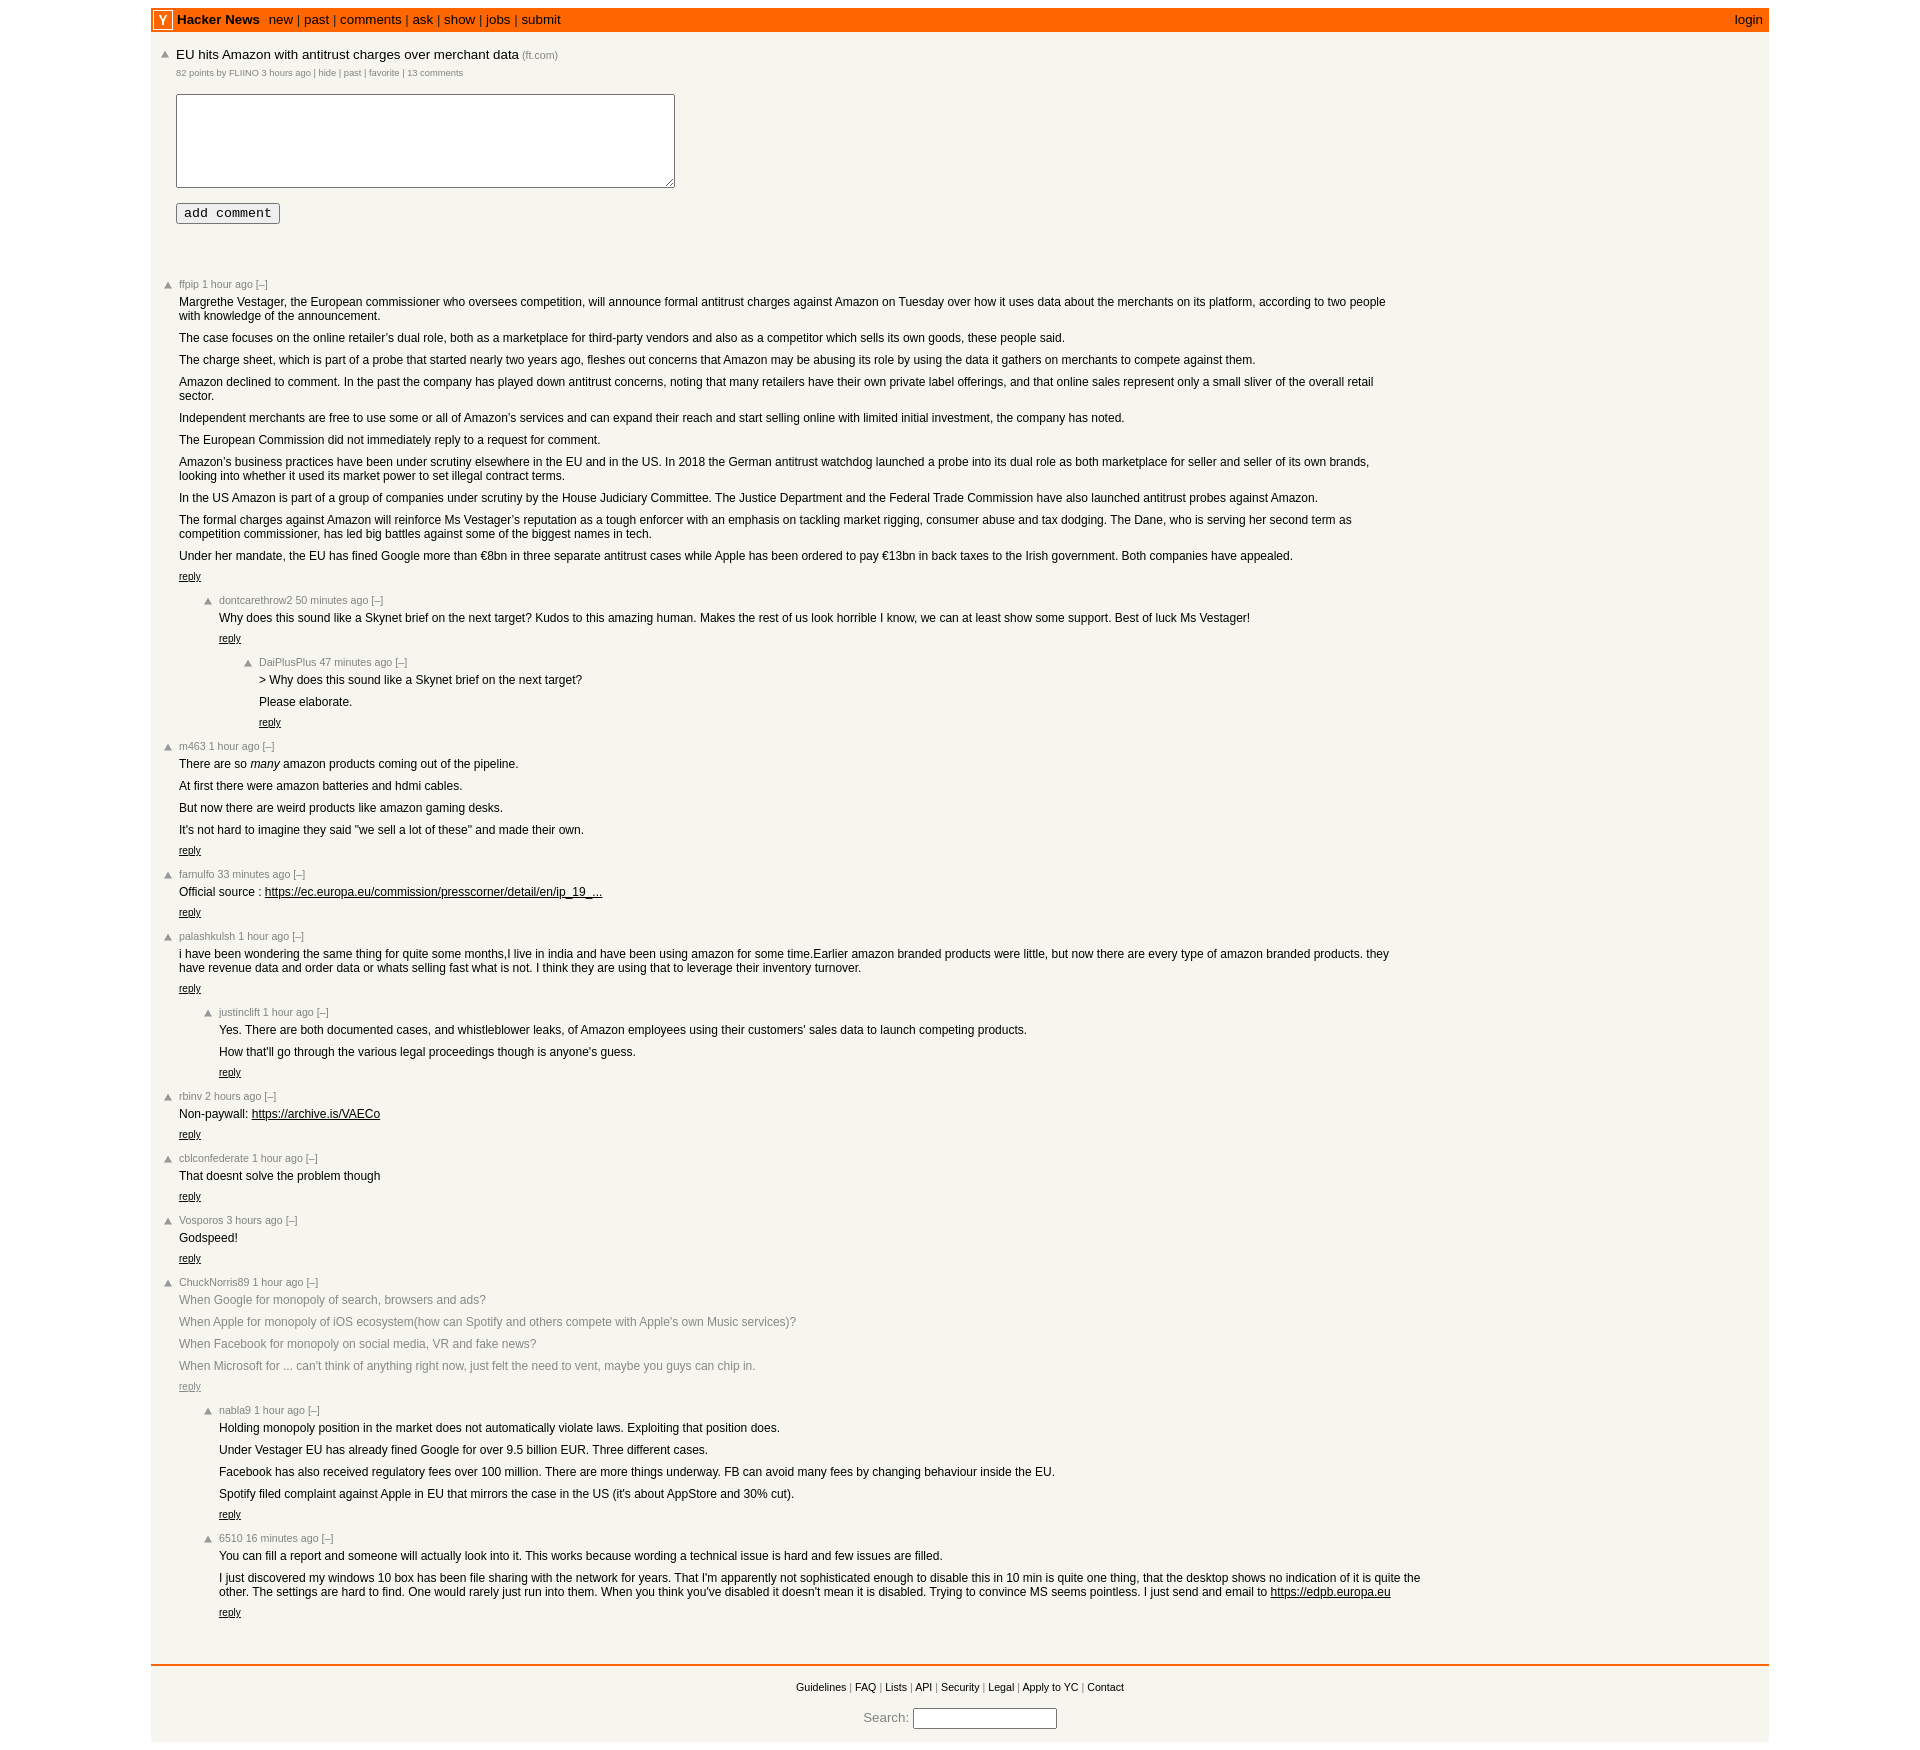 Y Hacker News new | past | comments | ask | show | jobs | submit login
EU hits Amazon with antitrust charges over merchant data (ft.com)
82 points by FLIINO 3 hours ago | hide | past | favorite | 13 comments
add comment
ffpip 1 hour ago [–]
Margrethe Vestager, the European commissioner who oversees competition, will announce formal antitrust charges against Amazon on Tuesday over how it uses data about the merchants on its platform, according to two people
with knowledge of the announcement.
The case focuses on the online retailer’s dual role, both as a marketplace for third-party vendors and also as a competitor which sells its own goods, these people said.
The charge sheet, which is part of a probe that started nearly two years ago, fleshes out concerns that Amazon may be abusing its role by using the data it gathers on merchants to compete against them.
Amazon declined to comment. In the past the company has played down antitrust concerns, noting that many retailers have their own private label offerings, and that online sales represent only a small sliver of the overall retail
sector.
Independent merchants are free to use some or all of Amazon’s services and can expand their reach and start selling online with limited initial investment, the company has noted.
The European Commission did not immediately reply to a request for comment.
Amazon’s business practices have been under scrutiny elsewhere in the EU and in the US. In 2018 the German antitrust watchdog launched a probe into its dual role as both marketplace for seller and seller of its own brands,
looking into whether it used its market power to set illegal contract terms.
In the US Amazon is part of a group of companies under scrutiny by the House Judiciary Committee. The Justice Department and the Federal Trade Commission have also launched antitrust probes against Amazon.
The formal charges against Amazon will reinforce Ms Vestager’s reputation as a tough enforcer with an emphasis on tackling market rigging, consumer abuse and tax dodging. The Dane, who is serving her second term as
competition commissioner, has led big battles against some of the biggest names in tech.
Under her mandate, the EU has fined Google more than €8bn in three separate antitrust cases while Apple has been ordered to pay €13bn in back taxes to the Irish government. Both companies have appealed.
reply
dontcarethrow2 50 minutes ago [–]
Why does this sound like a Skynet brief on the next target? Kudos to this amazing human. Makes the rest of us look horrible I know, we can at least show some support. Best of luck Ms Vestager!
reply
DaiPlusPlus 47 minutes ago [–]
> Why does this sound like a Skynet brief on the next target?
Please elaborate.
reply
m463 1 hour ago [–]
There are so many amazon products coming out of the pipeline.
At first there were amazon batteries and hdmi cables.
But now there are weird products like amazon gaming desks.
It's not hard to imagine they said "we sell a lot of these" and made their own.
reply
farnulfo 33 minutes ago [–]
Official source : https://ec.europa.eu/commission/presscorner/detail/en/ip_19_...
reply
palashkulsh 1 hour ago [–]
i have been wondering the same thing for quite some months,I live in india and have been using amazon for some time.Earlier amazon branded products were little, but now there are every type of amazon branded products. they
have revenue data and order data or whats selling fast what is not. I think they are using that to leverage their inventory turnover.
reply
justinclift 1 hour ago [–]
Yes. There are both documented cases, and whistleblower leaks, of Amazon employees using their customers' sales data to launch competing products.
How that'll go through the various legal proceedings though is anyone's guess.
reply
rbinv 2 hours ago [–]
Non-paywall: https://archive.is/VAECo
reply
cblconfederate 1 hour ago [–]
That doesnt solve the problem though
reply
Vosporos 3 hours ago [–]
Godspeed!
reply
ChuckNorris89 1 hour ago [–]
When Google for monopoly of search, browsers and ads?
When Apple for monopoly of iOS ecosystem(how can Spotify and others compete with Apple's own Music services)?
When Facebook for monopoly on social media, VR and fake news?
When Microsoft for ... can't think of anything right now, just felt the need to vent, maybe you guys can chip in.
reply
nabla9 1 hour ago [–]
Holding monopoly position in the market does not automatically violate laws. Exploiting that position does.
Under Vestager EU has already fined Google for over 9.5 billion EUR. Three different cases.
Facebook has also received regulatory fees over 100 million. There are more things underway. FB can avoid many fees by changing behaviour inside the EU.
Spotify filed complaint against Apple in EU that mirrors the case in the US (it's about AppStore and 30% cut).
reply
6510 16 minutes ago [–]
You can fill a report and someone will actually look into it. This works because wording a technical issue is hard and few issues are filled.
I just discovered my windows 10 box has been file sharing with the network for years. That I'm apparently not sophisticated enough to disable this in 10 min is quite one thing, that the desktop shows no indication of it is quite the
other. The settings are hard to find. One would rarely just run into them. When you think you've disabled it doesn't mean it is disabled. Trying to convince MS seems pointless. I just send and email to https://edpb.europa.eu
reply
Guidelines | FAQ | Lists | API | Security | Legal | Apply to YC | Contact
Search: